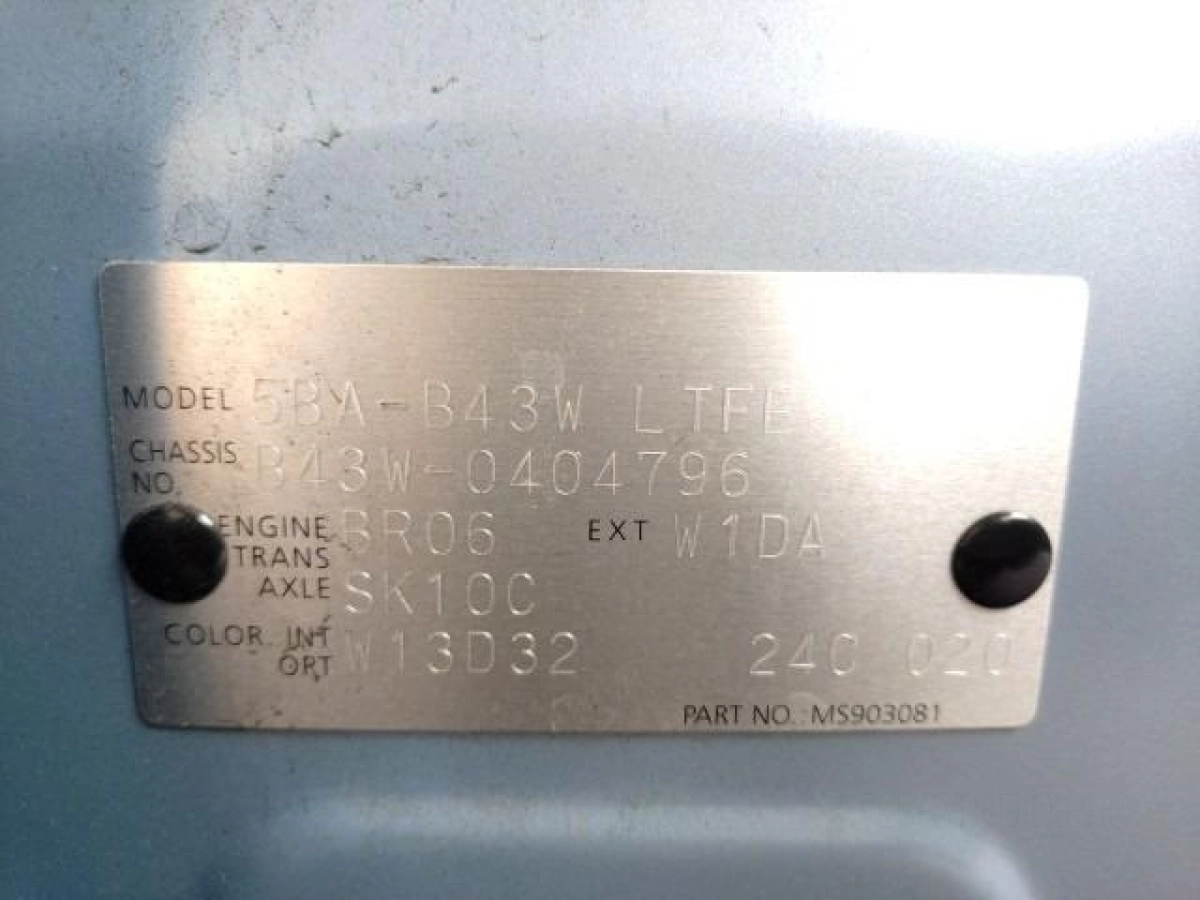 MODEL 5BA-B43W LTFE
CHASSIS NO. B43W-0404796
ENGINE BR06 EXT W1DA
TRANS AXLE SK10C
COLOR. INT ORT W13D32 24C 020
PART NO.: MS903081